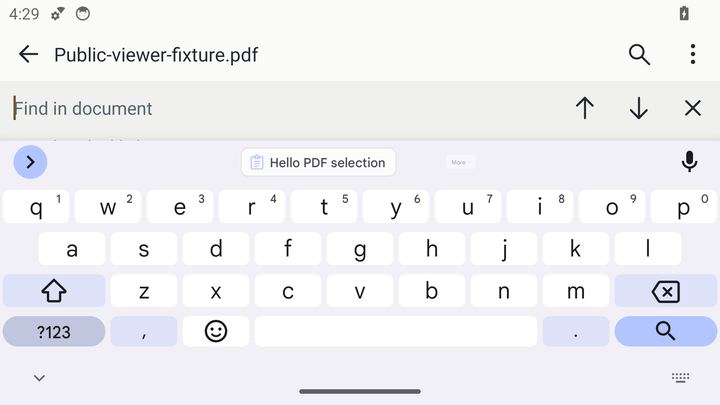 4:29
Public-viewer-fixture.pdf
Find in document
Hello PDF selection
More
q 1 w 2 e 3 r 4 t 5 y 6 u 7 i 8 o 9 p 0
a s d f g h j k l
z x c v b n m
?123 , .